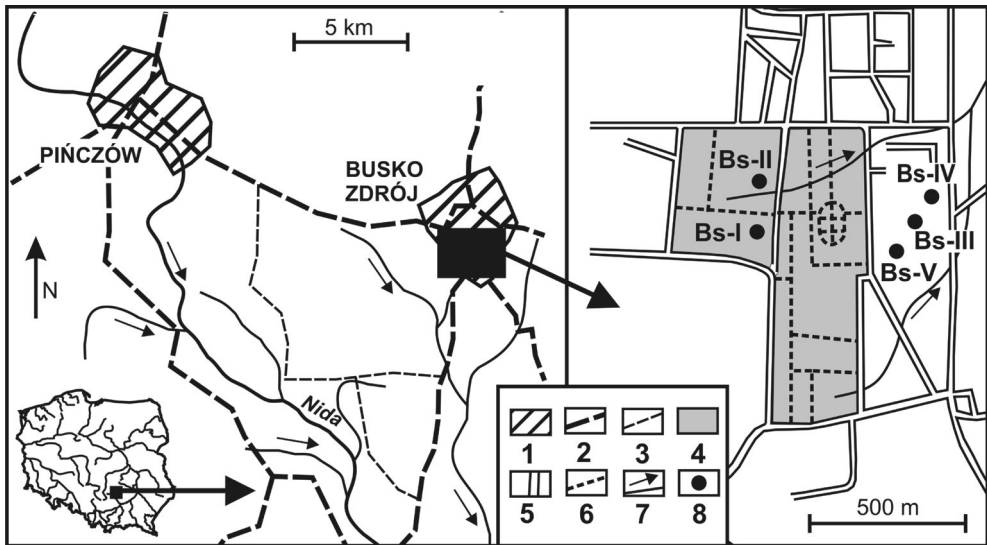 5 km
PIŃCZÓW
BUSKO
ZDRÓJ
N
Nida
Bs-II
Bs-IV
Bs-I
Bs-III
Bs-V
1 2 3 4
5 6 7 8
500 m